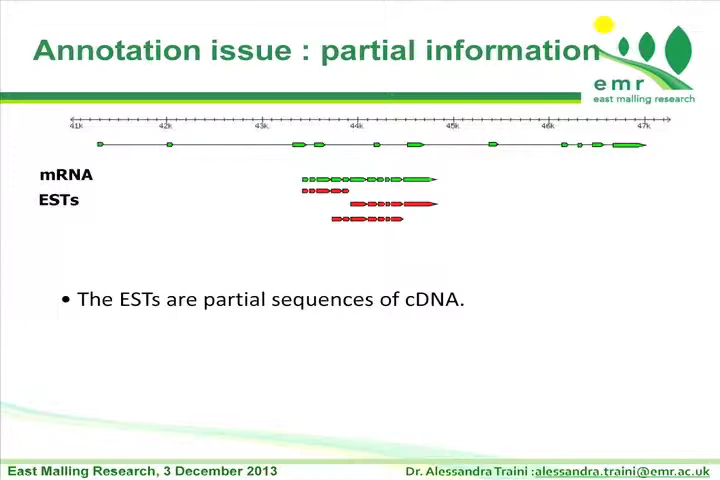 Annotation issue : partial information
emr
east malling research
41k 42k 43k 44k 45k 46k 47k
mRNA
ESTs
• The ESTs are partial sequences of cDNA.
East Malling Research, 3 December 2013
Dr. Alessandra Traini :alessandra.traini@emr.ac.uk